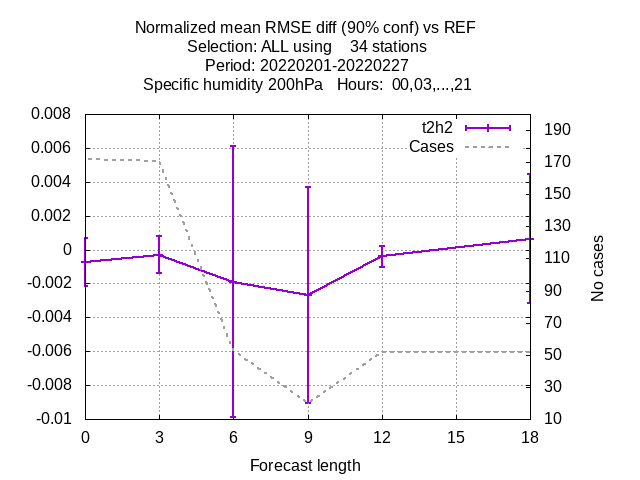 Normalized mean RMSE diff (90% conf) vs REF
Selection: ALL using    34 stations
Period: 20220201-20220227
Specific humidity 200hPa   Hours:  00,03,...,21
t2h2
Cases
0.008
0.006
0.004
0.002
0
-0.002
-0.004
-0.006
-0.008
-0.01
190
170
150
130
110
90
70
50
30
10
No cases
0 3 6 9 12 15 18
Forecast length